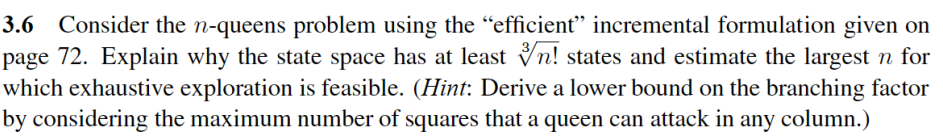 3.6 Consider the n-queens problem using the “efficient” incremental formulation given on
page 72. Explain why the state space has at least ∛n! states and estimate the largest n for
which exhaustive exploration is feasible. (Hint: Derive a lower bound on the branching factor
by considering the maximum number of squares that a queen can attack in any column.)